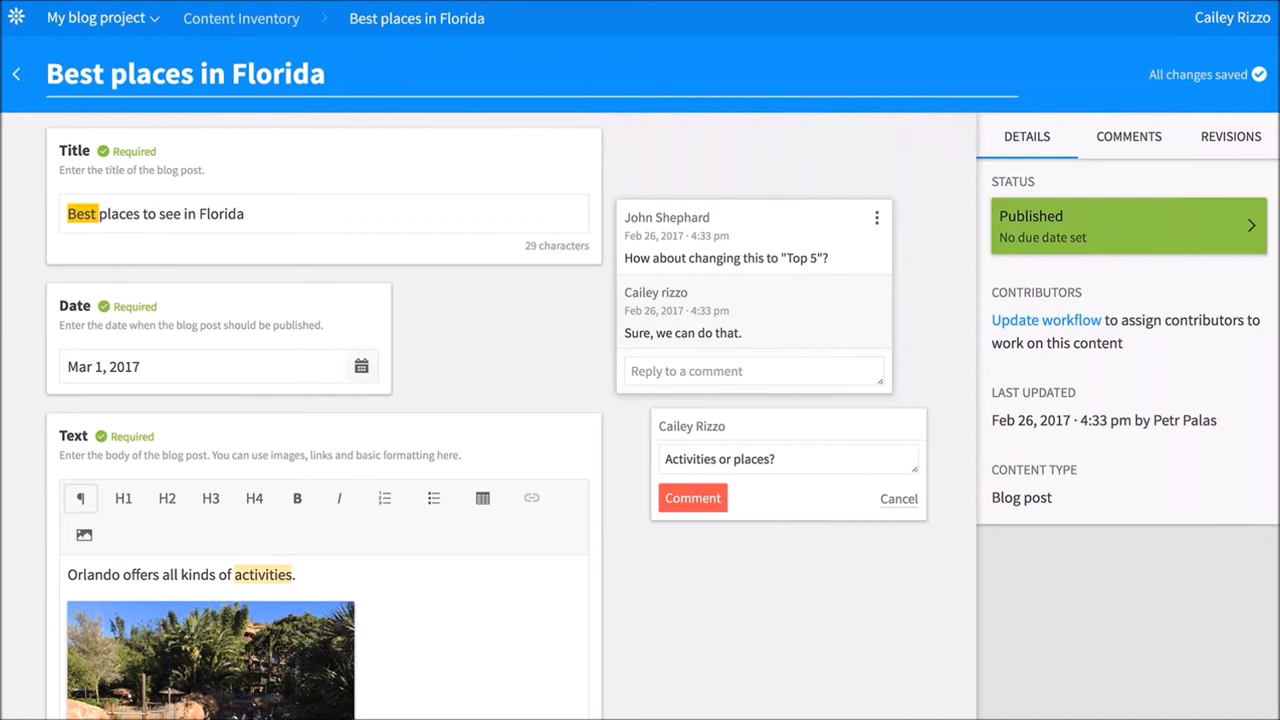 My blog project
Content Inventory
Best places in Florida
Cailey Rizzo
Best places in Florida
All changes saved
Title Required
Enter the title of the blog post.
Best places to see in Florida
29 characters
Date Required
Enter the date when the blog post should be published.
Mar 1, 2017
Text Required
Enter the body of the blog post. You can use images, links and basic formatting here.
¶ H1 H2 H3 H4 B I
Orlando offers all kinds of activities.
John Shephard
Feb 26, 2017 · 4:33 pm
How about changing this to "Top 5"?
Cailey rizzo
Feb 26, 2017 · 4:33 pm
Sure, we can do that.
Reply to a comment
Cailey Rizzo
Activities or places?
Comment
Cancel
DETAILS COMMENTS REVISIONS
STATUS
Published
No due date set
CONTRIBUTORS
Update workflow to assign contributors to
work on this content
LAST UPDATED
Feb 26, 2017 · 4:33 pm by Petr Palas
CONTENT TYPE
Blog post